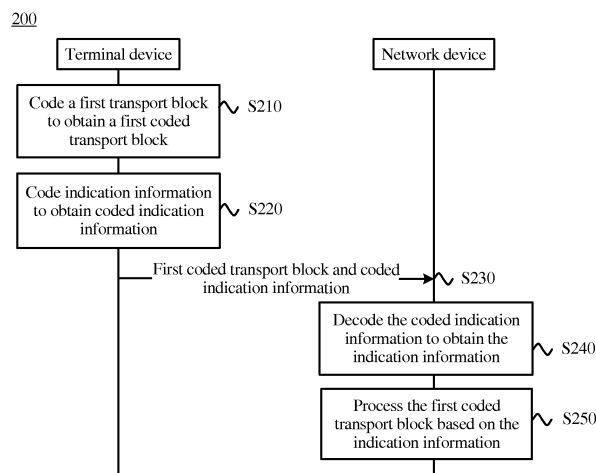 200
Terminal device
Network device
Code a first transport block
to obtain a first coded
transport block
S210
Code indication information
to obtain coded indication
information
S220
First coded transport block and coded
indication information
S230
Decode the coded indication
information to obtain the
indication information
S240
Process the first coded
transport block based on the
indication information
S250